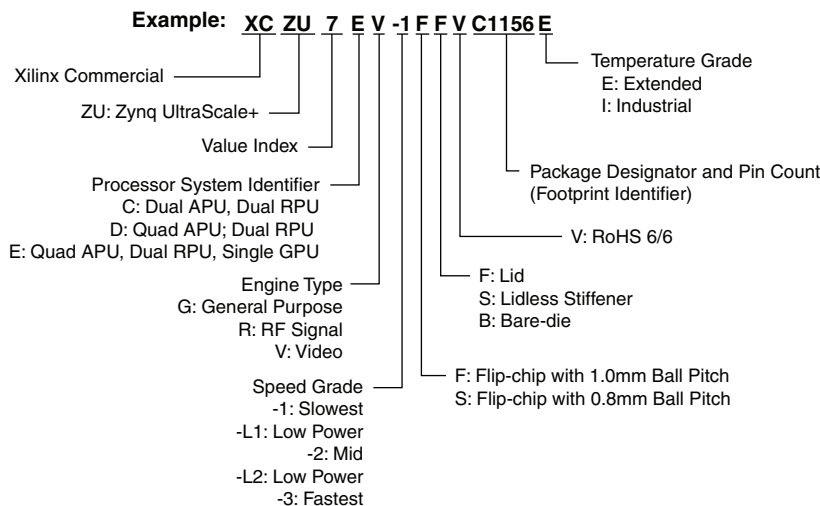 Example: XC ZU 7 E V -1 F F V C1156 E
Xilinx Commercial
ZU: Zynq UltraScale+
Value Index
Processor System Identifier
C: Dual APU, Dual RPU
D: Quad APU; Dual RPU
E: Quad APU, Dual RPU, Single GPU
Engine Type
G: General Purpose
R: RF Signal
V: Video
Speed Grade
-1: Slowest
-L1: Low Power
-2: Mid
-L2: Low Power
-3: Fastest
Temperature Grade
E: Extended
I: Industrial
Package Designator and Pin Count
(Footprint Identifier)
V: RoHS 6/6
F: Lid
S: Lidless Stiffener
B: Bare-die
F: Flip-chip with 1.0mm Ball Pitch
S: Flip-chip with 0.8mm Ball Pitch